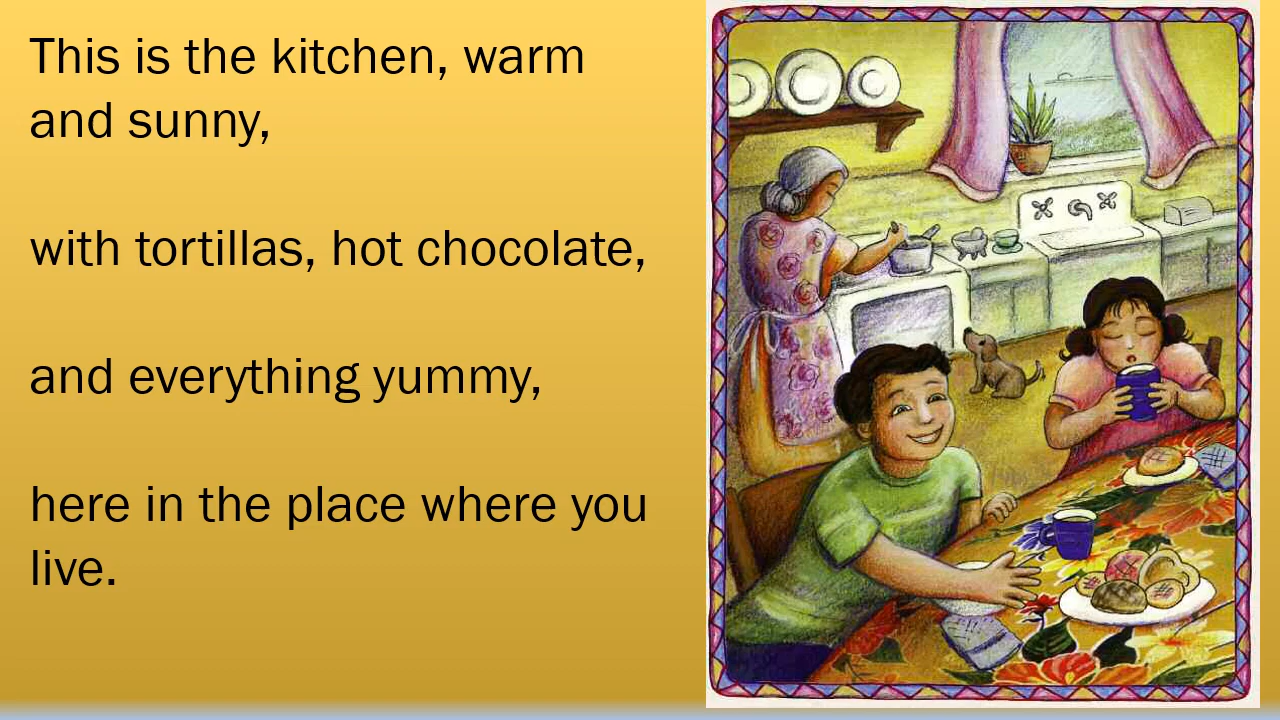 This is the kitchen, warm
and sunny,
with tortillas, hot chocolate,
and everything yummy,
here in the place where you
live.